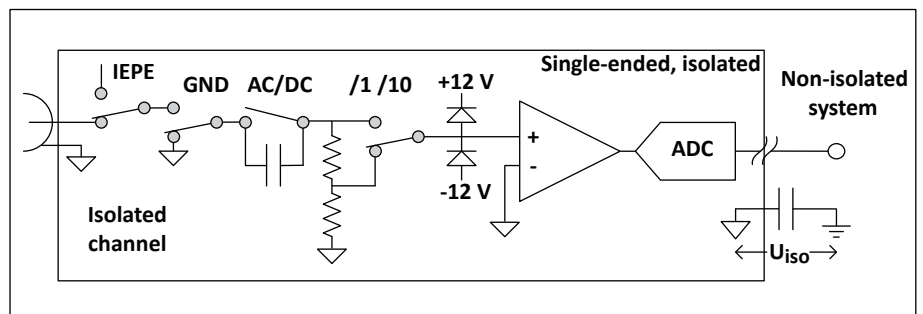 IEPE
GND
AC/DC
/1 /10
+12 V
-12 V
Single-ended, isolated
+
-
ADC
Non-isolated
system
Isolated
channel
Uiso